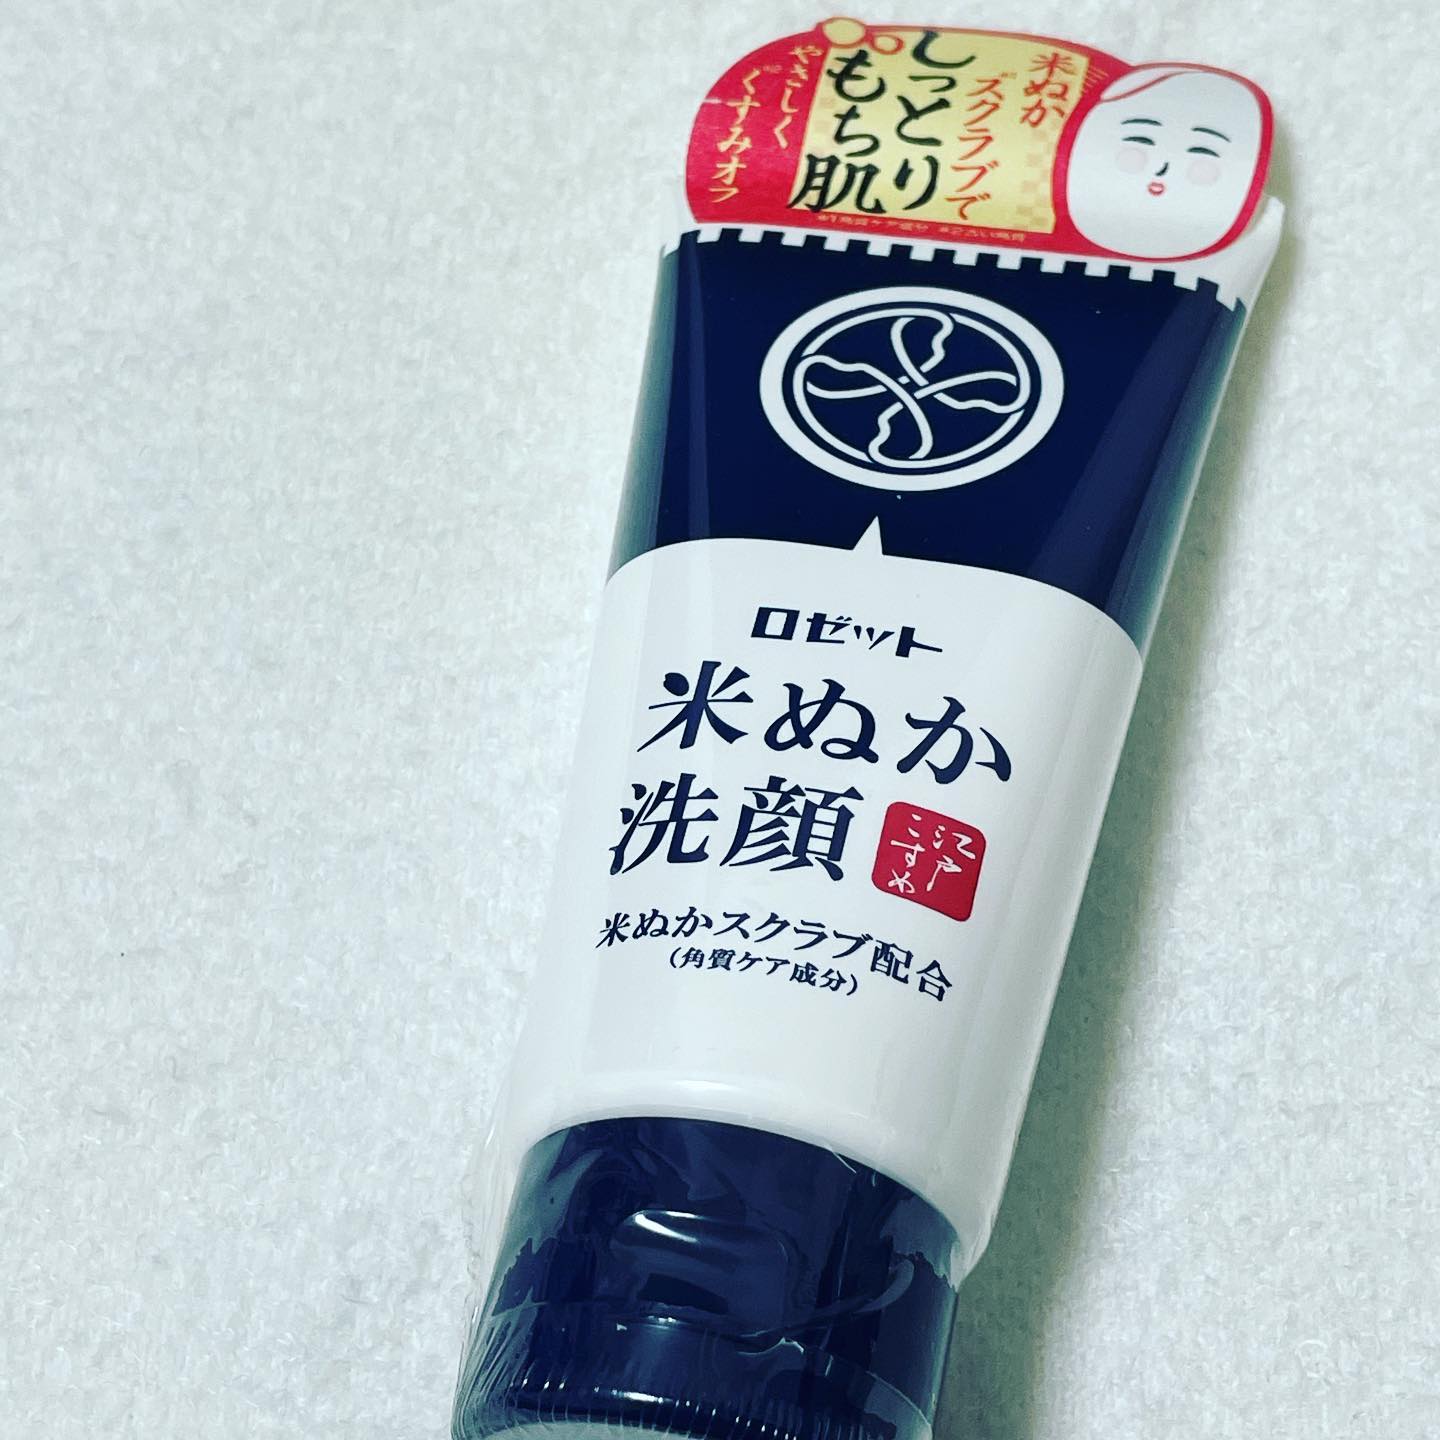 米ぬか
スクラブで
しっとり
もち肌
やさしく
くすみオフ
ロゼット
米ぬか
洗顔
江戸
こすめ
米ぬかスクラブ配合
(角質ケア成分)